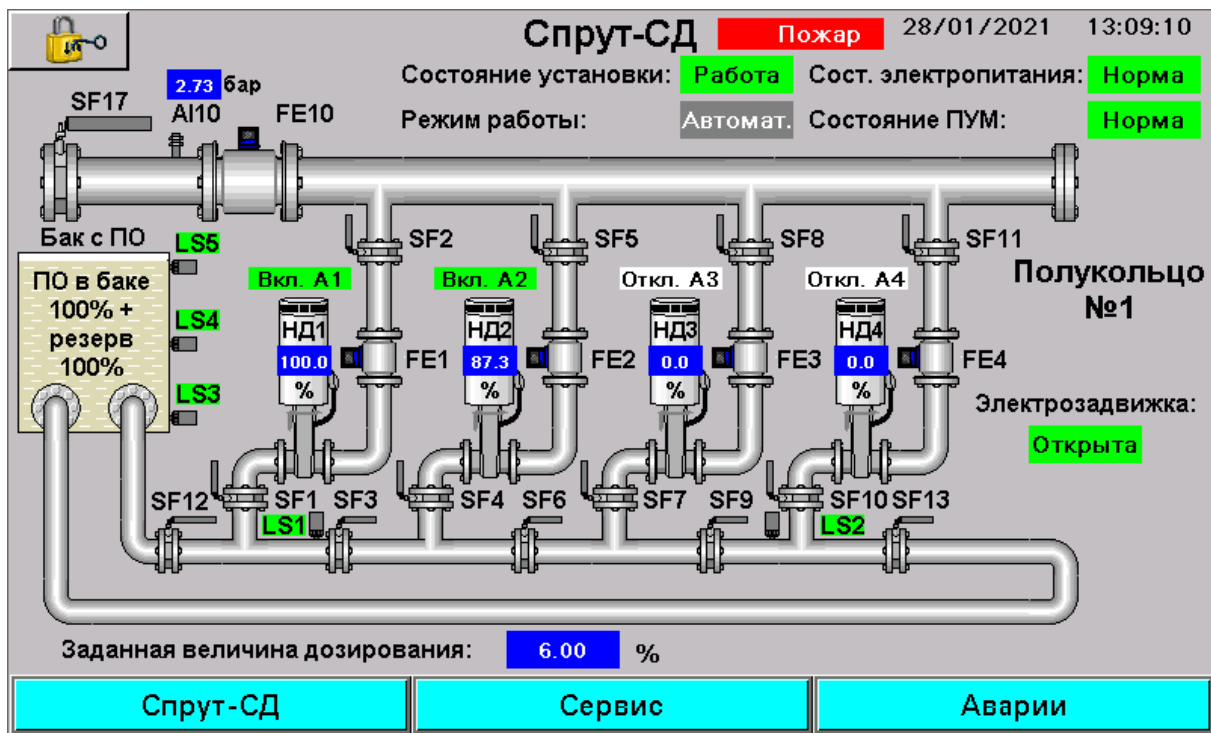 Спрут-СД Пожар 28/01/2021 13:09:10
2.73 бар Состояние установки: Работа Сост. электропитания: Норма
SF17 AI10 FE10 Режим работы: Автомат. Состояние ПУМ: Норма
Бак с ПО LS5 SF2 SF5 SF8 SF11
ПО в баке Вкл. А1 Вкл. А2 Откл. А3 Откл. А4 Полукольцо
100% + №1
резерв LS4 НД1 НД2 НД3 НД4
100% 100.0 FE1 87.3 FE2 0.0 FE3 0.0 FE4
LS3 % % % %
Электрозадвижка:
Открыта
SF12 SF1 SF3 SF4 SF6 SF7 SF9 SF10 SF13
LS1 LS2
Заданная величина дозирования: 6.00 %
Спрут-СД Сервис Аварии